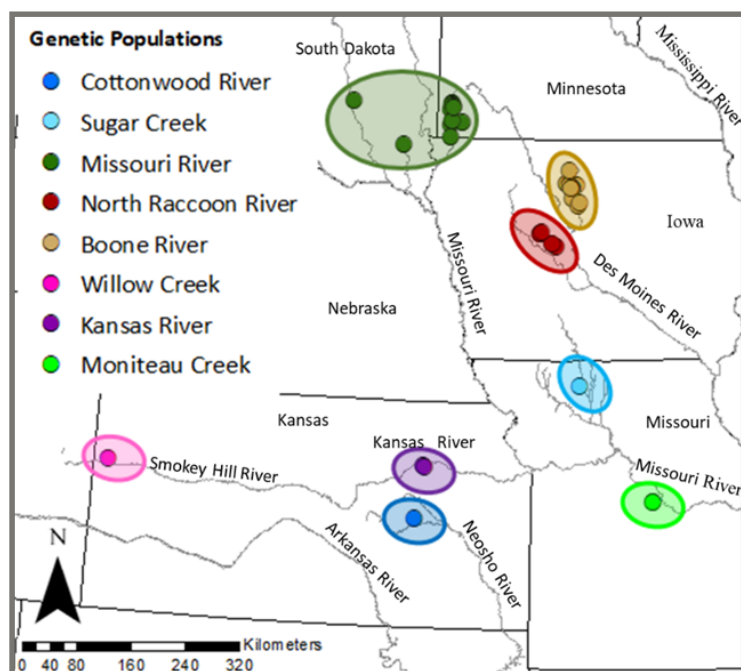 Genetic Populations
Cottonwood River
Sugar Creek
Missouri River
North Raccoon River
Boone River
Willow Creek
Kansas River
Moniteau Creek
South Dakota
Minnesota
Mississippi River
Iowa
Missouri River
Des Moines River
Nebraska
Kansas
Missouri
Kansas River
Smokey Hill River
Missouri River
Arkansas River
Neosho River
N
Kilometers
0 40 80 160 240 320